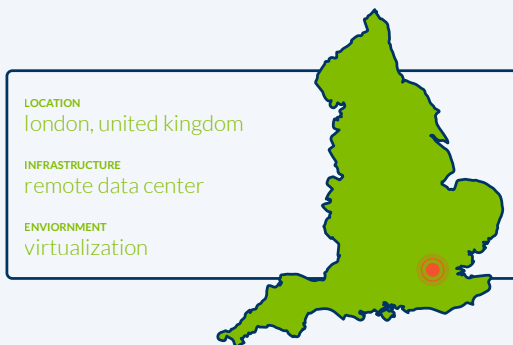 LOCATION
london, united kingdom
INFRASTRUCTURE
remote data center
ENVIORNMENT
virtualization